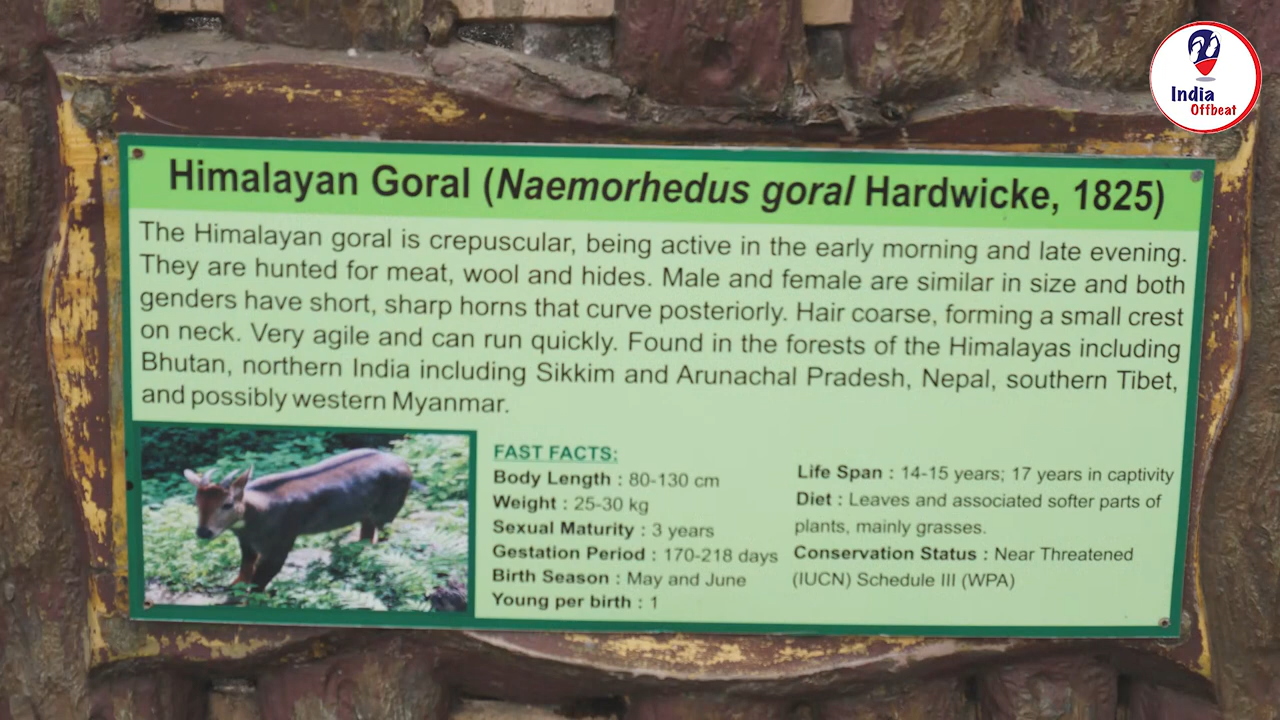 India
Offbeat
Himalayan Goral (Naemorhedus goral Hardwicke, 1825)
The Himalayan goral is crepuscular, being active in the early morning and late evening.
They are hunted for meat, wool and hides. Male and female are similar in size and both
genders have short, sharp horns that curve posteriorly. Hair coarse, forming a small crest
on neck. Very agile and can run quickly. Found in the forests of the Himalayas including
Bhutan, northern India including Sikkim and Arunachal Pradesh, Nepal, southern Tibet,
and possibly western Myanmar.
FAST FACTS:
Body Length : 80-130 cm
Weight : 25-30 kg
Sexual Maturity : 3 years
Gestation Period : 170-218 days
Birth Season : May and June
Young per birth : 1
Life Span : 14-15 years; 17 years in captivity
Diet : Leaves and associated softer parts of
plants, mainly grasses.
Conservation Status : Near Threatened
(IUCN) Schedule III (WPA)